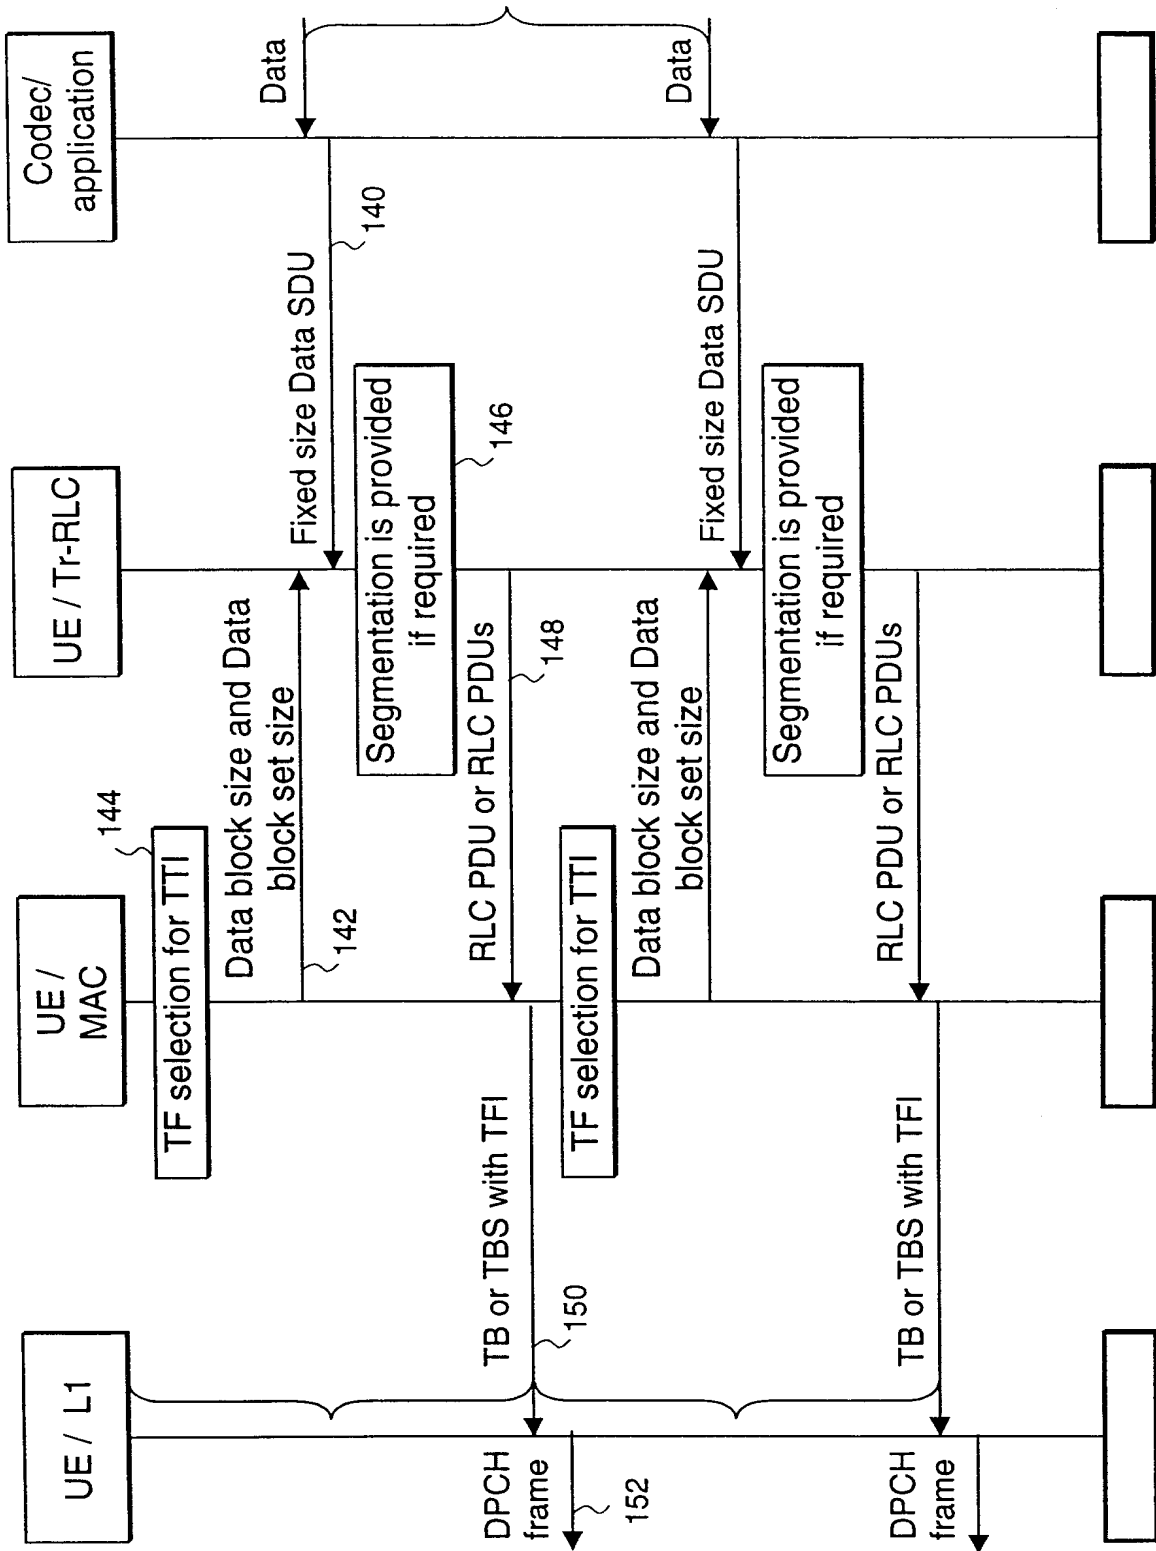 Codec/
application
UE / Tr-RLC
UE /
MAC
UE / L1
Data
140
Fixed size Data SDU
144
TF selection for TTI
Data block size and Data
block set size
142
Segmentation is provided
if required
146
RLC PDU or RLC PDUs
148
TB or TBS with TFI
150
DPCH
frame
152
Data
Fixed size Data SDU
TF selection for TTI
Data block size and Data
block set size
Segmentation is provided
if required
RLC PDU or RLC PDUs
TB or TBS with TFI
DPCH
frame